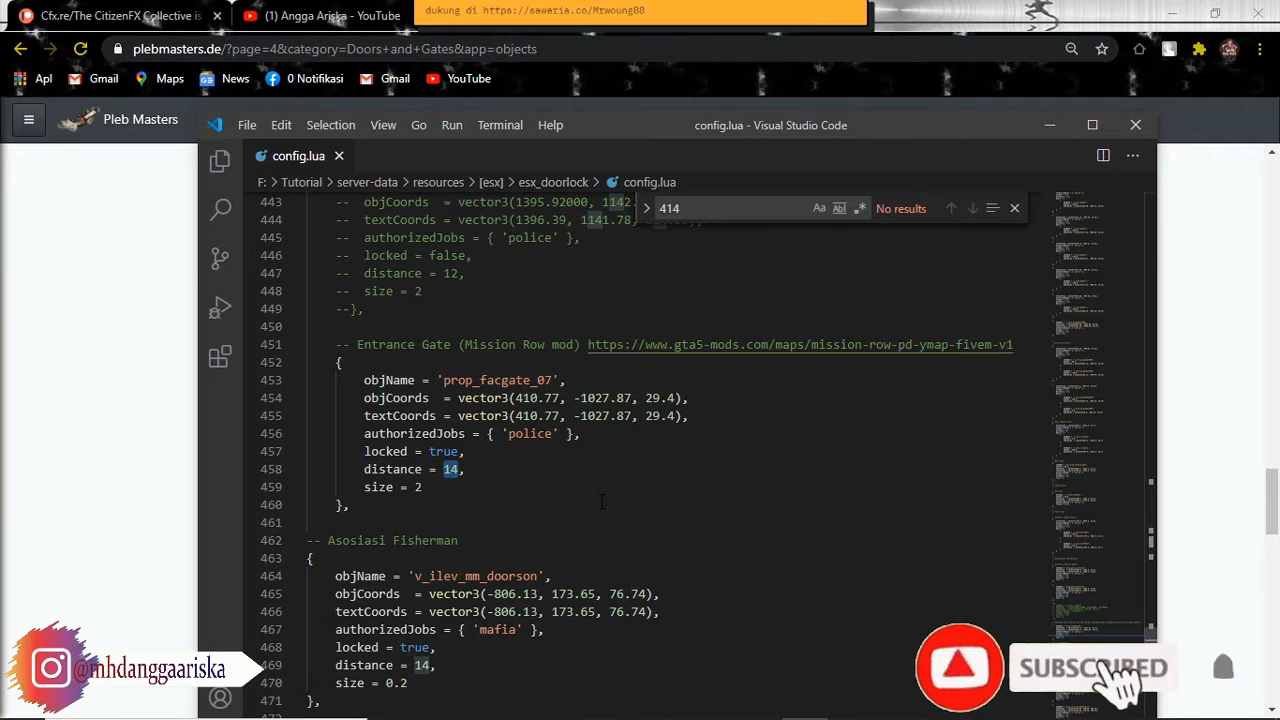 Cfx.re/The CitizenFX Collective is
(1) Angga Ariska - YouTube
dukung di https://saweria.co/Mrwoung88
plebmasters.de/?page=4&category=Doors+and+Gates&op=objects
Apl
Gmail
Maps
News
0 Notifikasi
Gmail
YouTube
Pleb Masters
File Edit Selection View Go Run Terminal Help
config.lua - Visual Studio Code
config.lua
F: > Tutorial > server-data > resources > [esx] > esx_doorlock > config.lua
414
No results
443 -- objCoords = vector3(1397.92000, 1142
444 -- textCoords = vector3(1396.39, 1141.78
445 -- authorizedJobs = { 'police' },
446 -- locked = false,
447 -- distance = 12,
448 -- size = 2
449 --},
450
451 -- Entrance Gate (Mission Row mod) https://www.gta5-mods.com/maps/mission-row-pd-ymap-fivem-v1
452
453 objName = 'prop_facgate_07',
454 objCoords = vector3(410.77, -1027.87, 29.4),
455 textCoords = vector3(410.77, -1027.87, 29.4),
456 authorizedJobs = { 'police' },
457 locked = true,
458 distance = 14,
459 size = 2
460 },
461
462 -- Asosiasi Fisherman
463 {
464 objName = 'v_ilev_mm_doorson',
465 objCoords = vector3(-806.13, 173.65, 76.74),
466 textCoords = vector3(-806.13, 173.65, 76.74),
467 authorizedJobs = { 'mafia' },
468 locked = true,
469 distance = 14,
470 size = 0.2
471 },
472
@mhdanggaariska
SUBSCRIBED